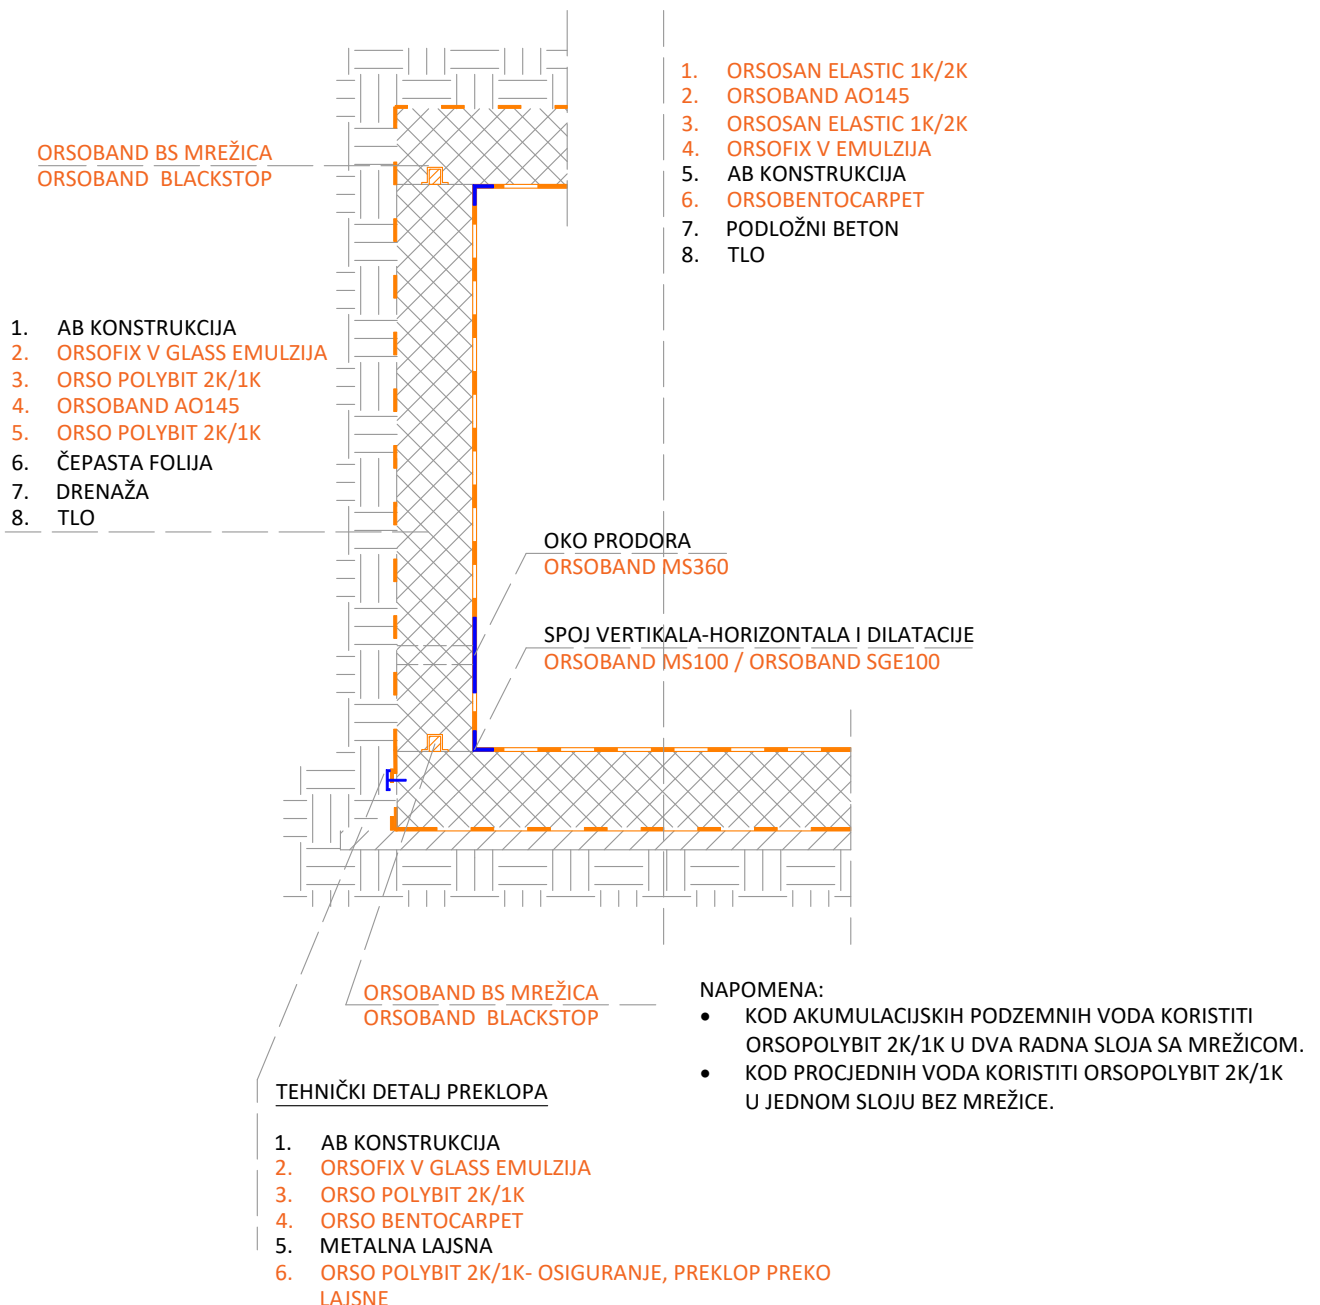 1. ORSOSAN ELASTIC 1K/2K
2. ORSOBAND AO145
3. ORSOSAN ELASTIC 1K/2K
4. ORSOFIX V EMULZIJA
5. AB KONSTRUKCIJA
6. ORSOBENTOCARPET
7. PODLOŽNI BETON
8. TLO
ORSOBAND BS MREŽICA
ORSOBAND BLACKSTOP
1. AB KONSTRUKCIJA
2. ORSOFIX V GLASS EMULZIJA
3. ORSO POLYBIT 2K/1K
4. ORSOBAND AO145
5. ORSO POLYBIT 2K/1K
6. ČEPASTA FOLIJA
7. DRENAŽA
8. TLO
OKO PRODORA
ORSOBAND MS360
SPOJ VERTIKALA-HORIZONTALA I DILATACIJE
ORSOBAND MS100 / ORSOBAND SGE100
ORSOBAND BS MREŽICA
ORSOBAND BLACKSTOP
NAPOMENA:
• KOD AKUMULACIJSKIH PODZEMNIH VODA KORISTITI
ORSOPOLYBIT 2K/1K U DVA RADNA SLOJA SA MREŽICOM.
• KOD PROCJEDNIH VODA KORISTITI ORSOPOLYBIT 2K/1K
U JEDNOM SLOJU BEZ MREŽICE.
TEHNIČKI DETALJ PREKLOPA
1. AB KONSTRUKCIJA
2. ORSOFIX V GLASS EMULZIJA
3. ORSO POLYBIT 2K/1K
4. ORSO BENTOCARPET
5. METALNA LAJSNA
6. ORSO POLYBIT 2K/1K- OSIGURANJE, PREKLOP PREKO
LAJSNE